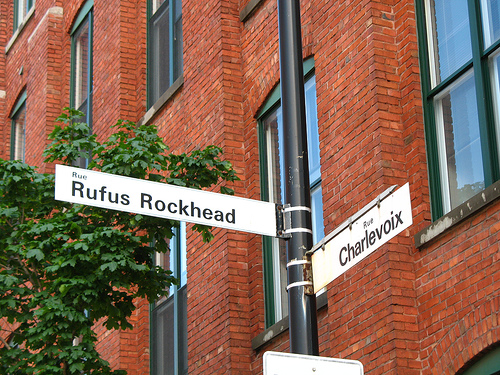 Rue
Rufus Rockhead
Rue
Charlevoix